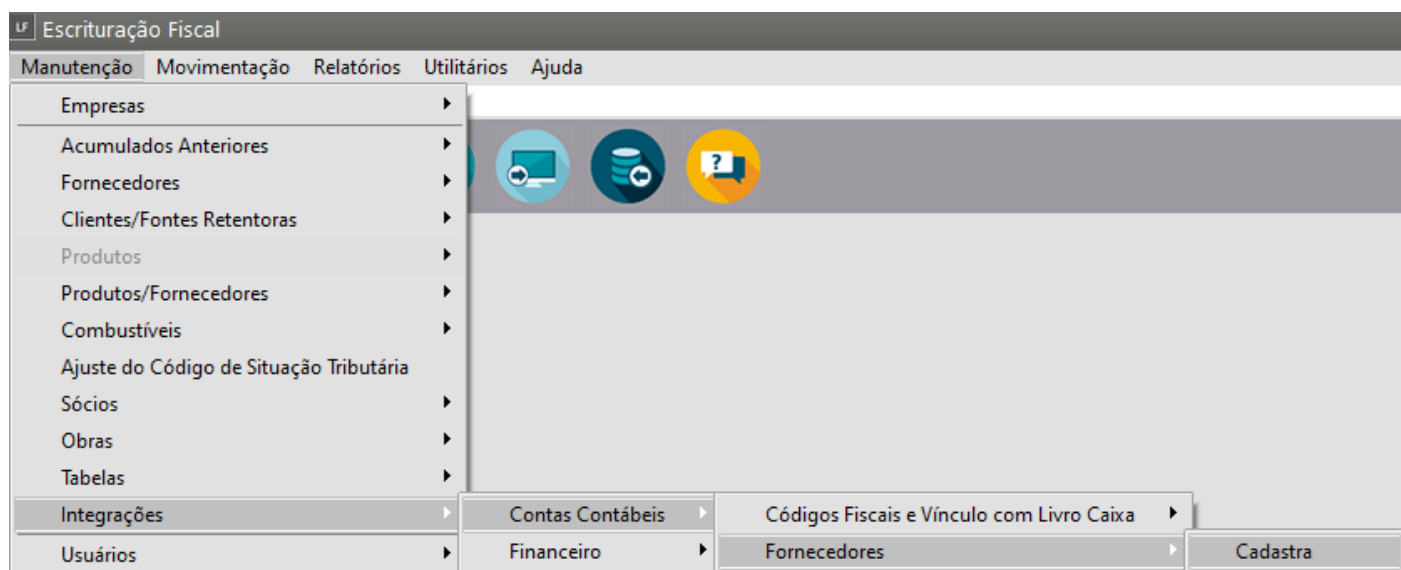 LF Escrituração Fiscal
Manutenção Movimentação Relatórios Utilitários Ajuda
Empresas
Acumulados Anteriores
Fornecedores
Clientes/Fontes Retentoras
Produtos
Produtos/Fornecedores
Combustíveis
Ajuste do Código de Situação Tributária
Sócios
Obras
Tabelas
Integrações Contas Contábeis Códigos Fiscais e Vínculo com Livro Caixa
Usuários Financeiro Fornecedores Cadastra
?